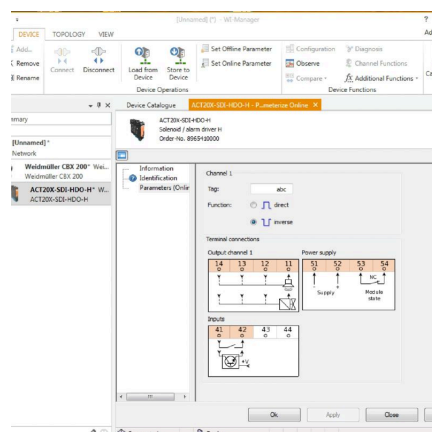 [Unnamed] (*) - WI-Manager
?
DEVICE TOPOLOGY VIEW
Add...
Remove
Rename
Connect
Disconnect
Load from Device
Store to Device
Set Offline Parameter
Set Online Parameter
Device Operations
Configuration
Observe
Compare
Diagnosis
Channel Functions
Additional Functions
Device Functions
Device Catalogue
ACT20X-SDI-HDO-H
ACT20X-SDI-HDO-H
Solenoid / alarm driver H
Order-No. 8965410000
[Unnamed]*
Network
Weidmüller CBX 200* Wei...
Weidmüller CBX 200
ACT20X-SDI-HDO-H* W...
ACT20X-SDI-HDO-H
Information
Identification
Parameters (Onlin
Channel 1
Tag: abc
Function: direct
inverse
Terminal connections
Output channel 1
14 13 12 11
Power supply
51 52 53 54
- +
NC
Supply
Module state
Inputs
41 42 43 44
+V
Ok Apply Close